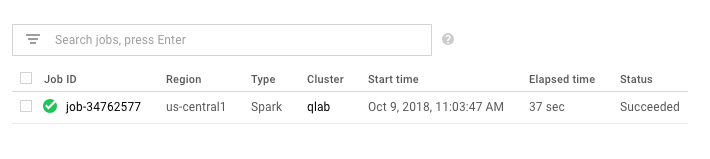 Search jobs, press Enter ?
Job ID Region Type Cluster Start time Elapsed time Status
job-34762577 us-central1 Spark qlab Oct 9, 2018, 11:03:47 AM 37 sec Succeeded